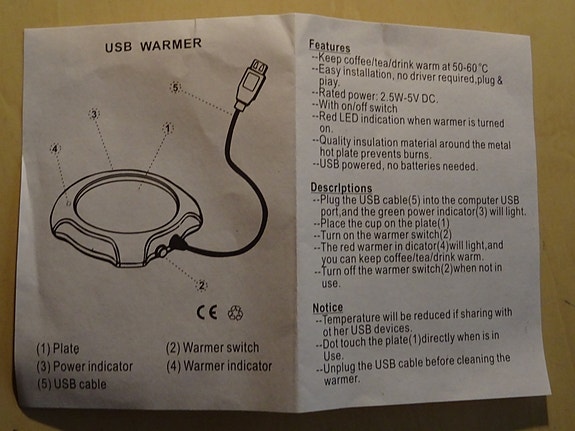 USB WARMER
5
3
1
4
2
CE
(1) Plate (2) Warmer switch
(3) Power indicator (4) Warmer indicator
(5) USB cable
Features
--Keep coffee/tea/drink warm at 50-60°C
--Easy installation, no driver required,plug &
play.
--Rated power: 2.5W-5V DC.
--With on/off switch
--Red LED indication when warmer is turned
on.
--Quality insulation material around the metal
hot plate prevents burns.
--USB powered, no batteries needed.
Descriptions
--Plug the USB cable(5) into the computer USB
port,and the green power indicator(3) will light.
--Place the cup on the plate(1)
--Turn on the warmer switch(2)
--The red warmer in dicator(4)will light,and
you can keep coffee/tea/drink warm.
--Turn off the warmer switch(2)when not in
use.
Notice
--Temperature will be reduced if sharing with
ot her USB devices.
--Dot touch the plate(1)directly when is in
Use.
--Unplug the USB cable before cleaning the
warmer.